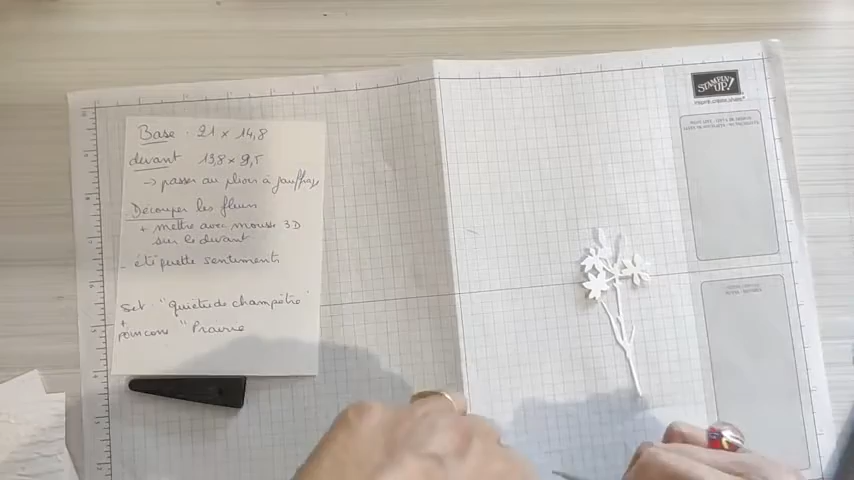 Base : 21 x 14,8
devant 13,8 x 9,5
→ passer au plioir à gauffrage
Découper les fleurs
+ mettre avec mousse 3D
sur le devant
- étiquette sentiments
Set : "Quiétude champêtre"
+
poinçons "Prairie
STAMPIN' UP!